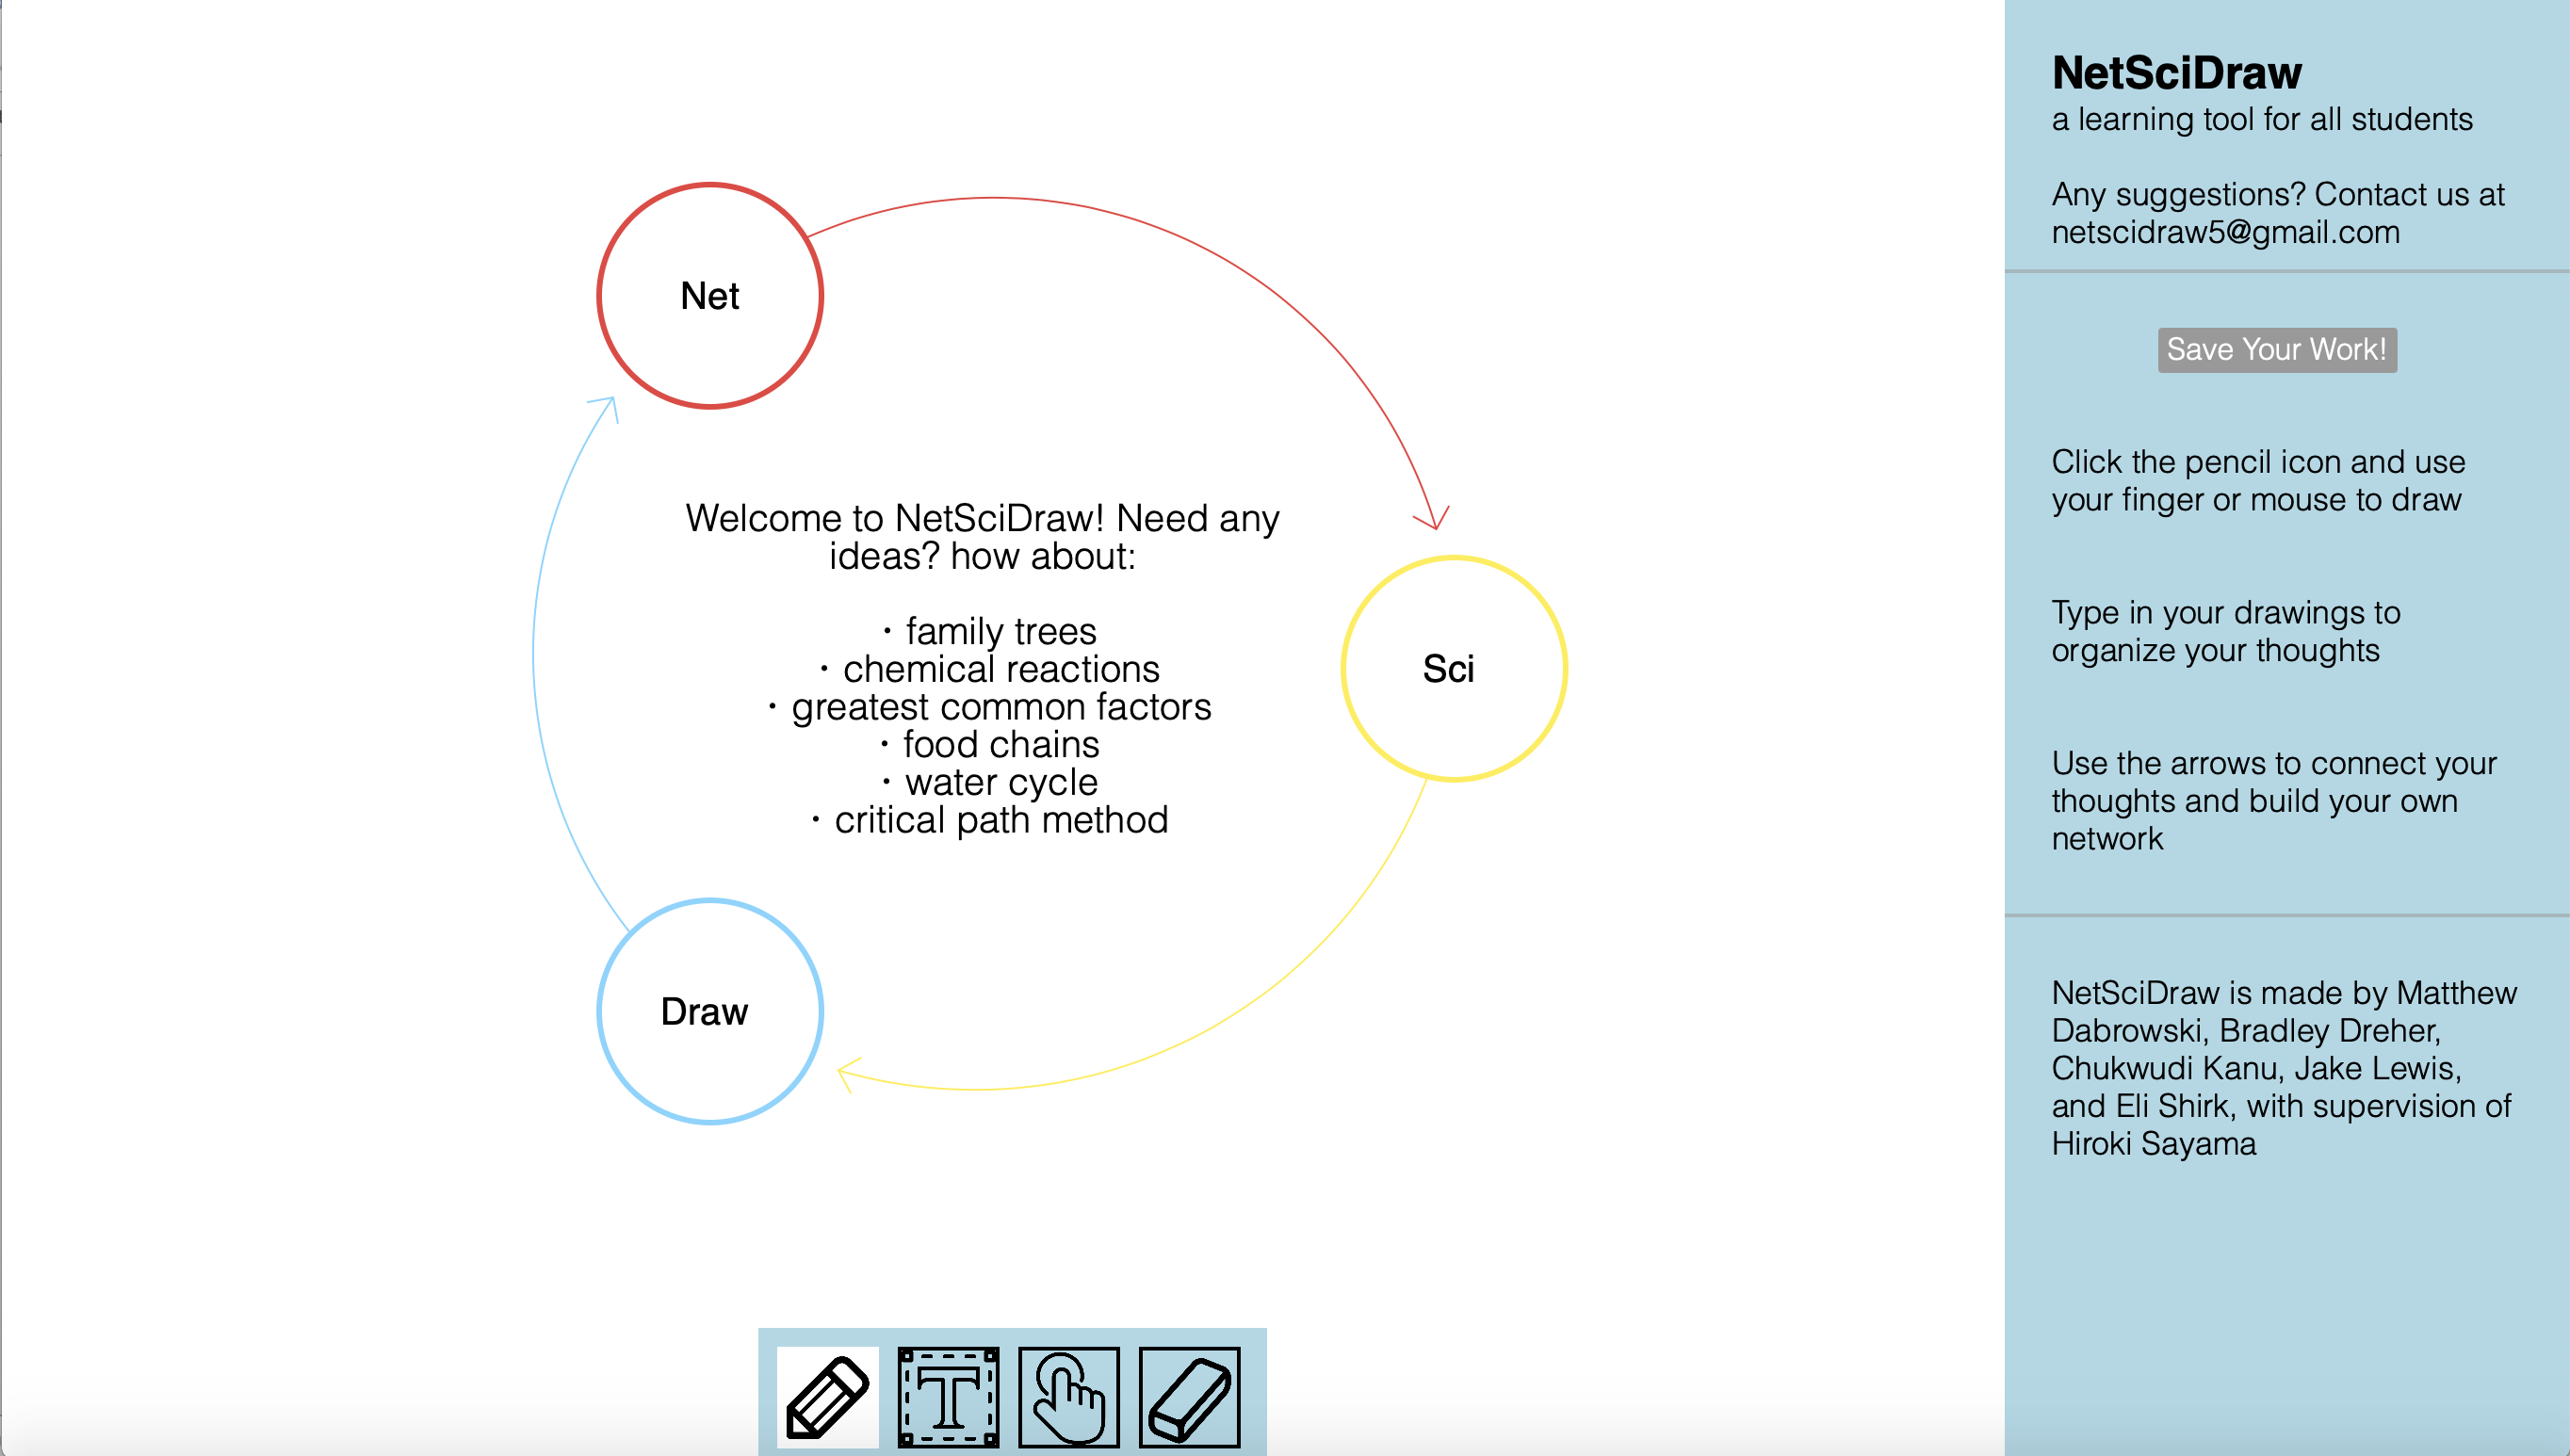 Net
Welcome to NetSciDraw! Need any
ideas? how about:
· family trees
· chemical reactions
· greatest common factors
· food chains
· water cycle
· critical path method
Sci
Draw
T
NetSciDraw
a learning tool for all students
Any suggestions? Contact us at
netscidraw5@gmail.com
Save Your Work!
Click the pencil icon and use
your finger or mouse to draw
Type in your drawings to
organize your thoughts
Use the arrows to connect your
thoughts and build your own
network
NetSciDraw is made by Matthew
Dabrowski, Bradley Dreher,
Chukwudi Kanu, Jake Lewis,
and Eli Shirk, with supervision of
Hiroki Sayama